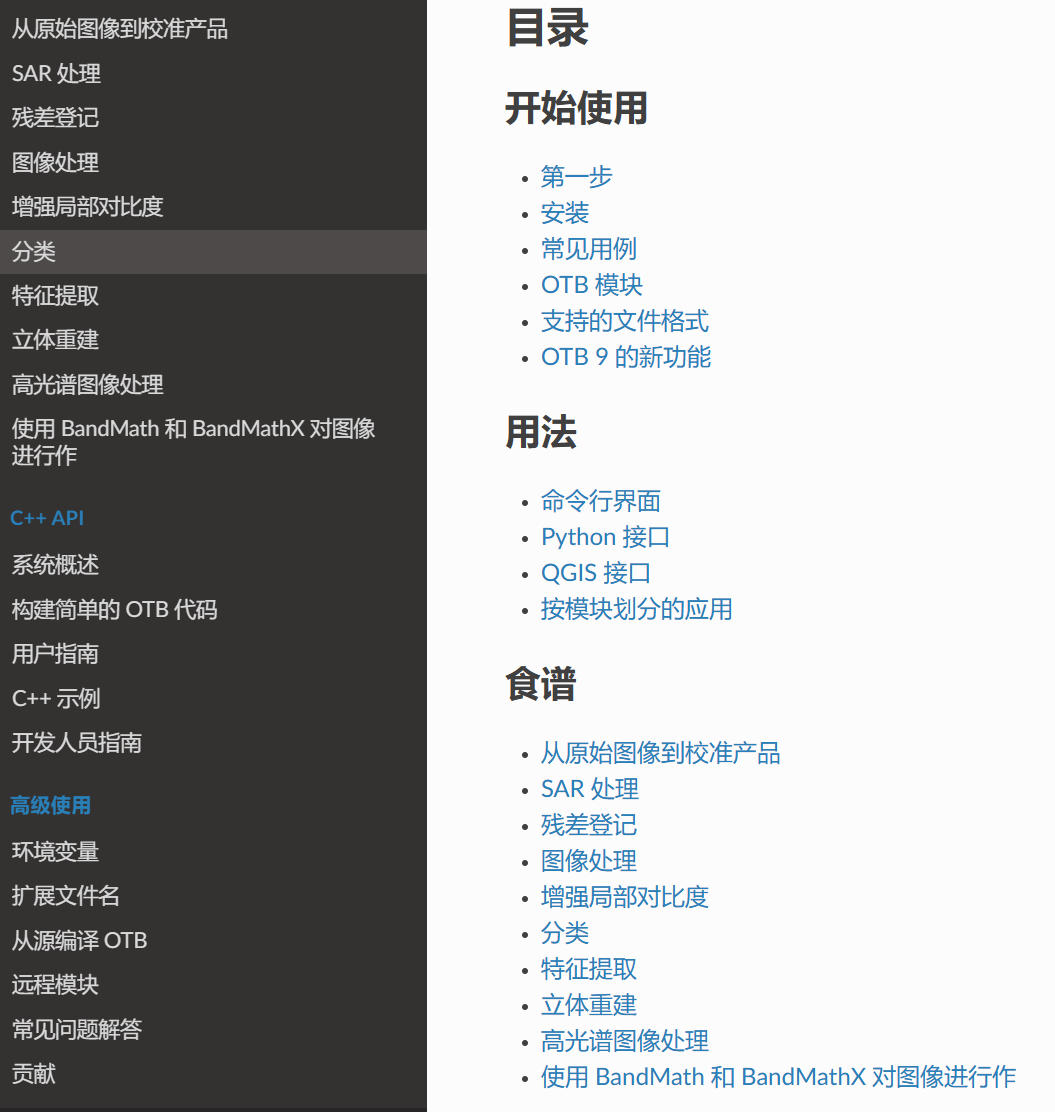 从原始图像到校准产品
SAR 处理
残差登记
图像处理
增强局部对比度
分类
特征提取
立体重建
高光谱图像处理
使用 BandMath 和 BandMathX 对图像
进行作
C++ API
系统概述
构建简单的 OTB 代码
用户指南
C++ 示例
开发人员指南
高级使用
环境变量
扩展文件名
从源编译 OTB
远程模块
常见问题解答
贡献
目录
开始使用
第一步
安装
常见用例
OTB 模块
支持的文件格式
OTB 9 的新功能
用法
命令行界面
Python 接口
QGIS 接口
按模块划分的应用
食谱
从原始图像到校准产品
SAR 处理
残差登记
图像处理
增强局部对比度
分类
特征提取
立体重建
高光谱图像处理
使用 BandMath 和 BandMathX 对图像进行作